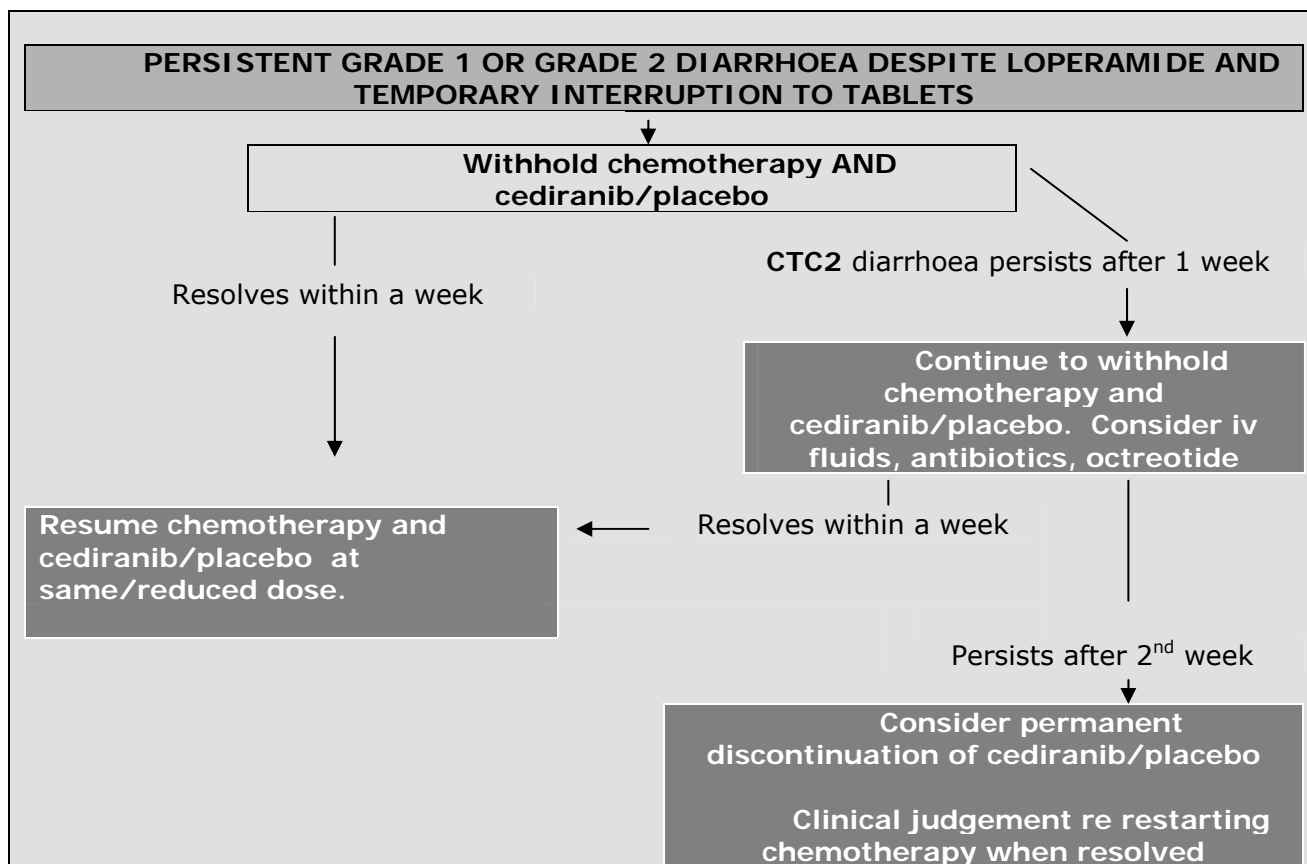 PERSISTENT GRADE 1 OR GRADE 2 DIARRHOEA DESPITE LOPERAMIDE AND
TEMPORARY INTERRUPTION TO TABLETS
Withhold chemotherapy AND
cediranib/placebo
CTC2 diarrhoea persists after 1 week
Resolves within a week
Continue to withhold
chemotherapy and
cediranib/placebo. Consider iv
fluids, antibiotics, octreotide
Resume chemotherapy and
cediranib/placebo at
same/reduced dose.
Resolves within a week
Persists after 2nd week
Consider permanent
discontinuation of cediranib/placebo
Clinical judgement re restarting
chemotherapy when resolved